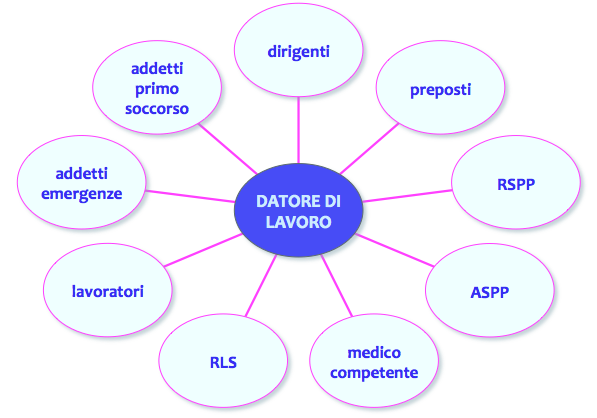 dirigenti
preposti
RSPP
ASPP
medico
competente
RLS
lavoratori
addetti
emergenze
addetti
primo
soccorso
DATORE DI
LAVORO